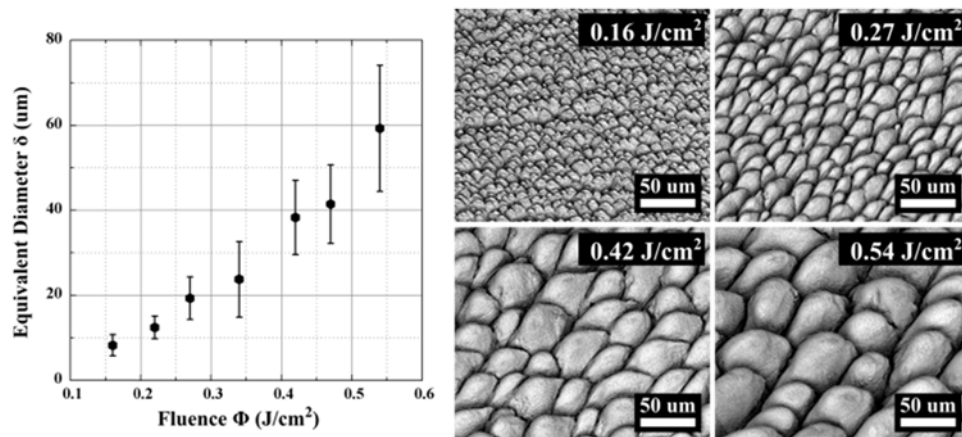 80
60
40
20
0
0.1 0.2 0.3 0.4 0.5 0.6
Equivalent Diameter δ (um)
Fluence Φ (J/cm²)
0.16 J/cm²
50 um
0.27 J/cm²
50 um
0.42 J/cm²
50 um
0.54 J/cm²
50 um